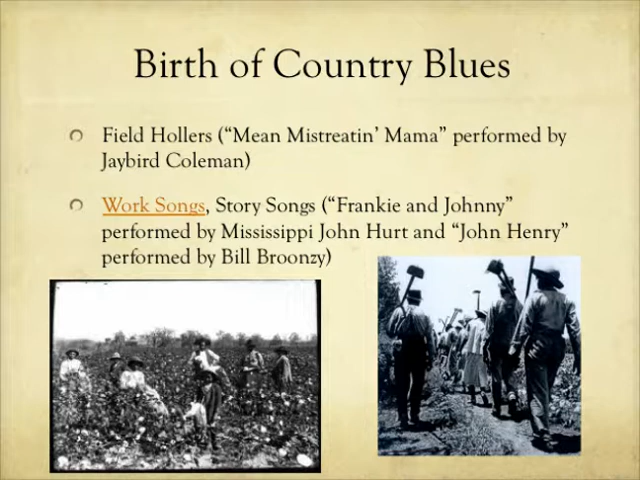 Birth of Country Blues
Field Hollers (“Mean Mistreatin’ Mama” performed by
Jaybird Coleman)
Work Songs, Story Songs (“Frankie and Johnny”
performed by Mississippi John Hurt and “John Henry”
performed by Bill Broonzy)